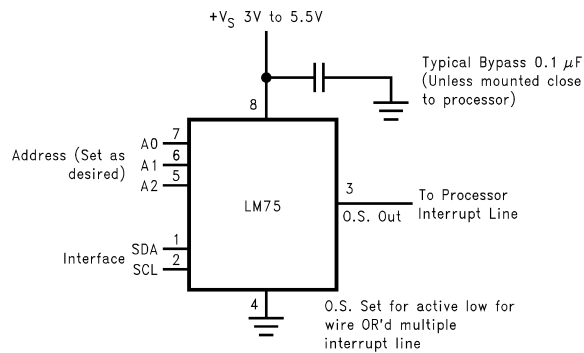 +VS 3V to 5.5V
Typical Bypass 0.1 μF
(Unless mounted close
to processor)
8
Address (Set as
desired)
A0 7
A1 6
A2 5
LM75
3
O.S. Out
To Processor
Interrupt Line
Interface
SDA 1
SCL 2
4
O.S. Set for active low for
wire OR'd multiple
interrupt line